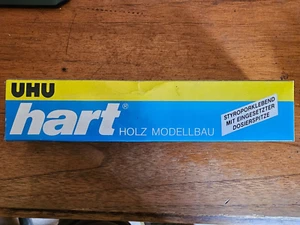 UHU
hart®
HOLZ MODELLBAU
STYROPORKLEBEND
MIT EINGESETZTER
DOSIERSPITZE